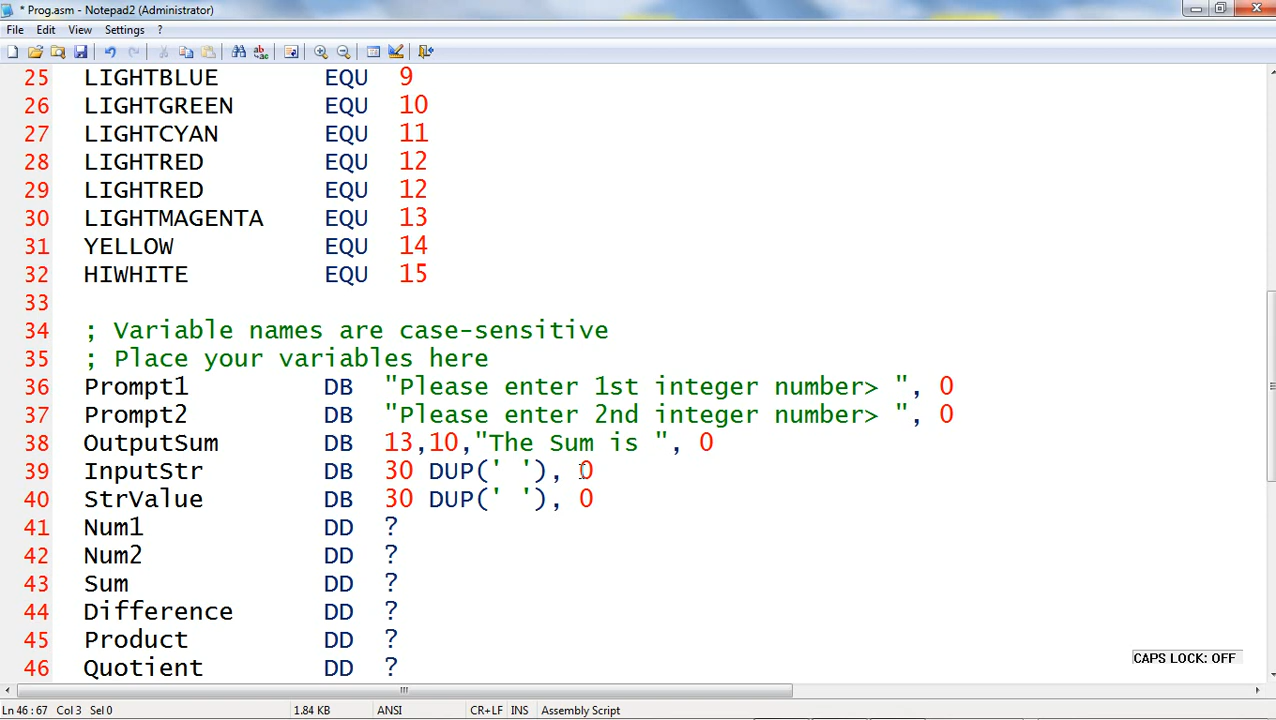 * Prog.asm - Notepad2 (Administrator)
File Edit View Settings ?
25 LIGHTBLUE EQU 9
26 LIGHTGREEN EQU 10
27 LIGHTCYAN EQU 11
28 LIGHTRED EQU 12
29 LIGHTRED EQU 12
30 LIGHTMAGENTA EQU 13
31 YELLOW EQU 14
32 HIWHITE EQU 15
33
34 ; Variable names are case-sensitive
35 ; Place your variables here
36 Prompt1 DB "Please enter 1st integer number> ", 0
37 Prompt2 DB "Please enter 2nd integer number> ", 0
38 OutputSum DB 13,10,"The Sum is ", 0
39 InputStr DB 30 DUP(' '), 0
40 StrValue DB 30 DUP(' '), 0
41 Num1 DD ?
42 Num2 DD ?
43 Sum DD ?
44 Difference DD ?
45 Product DD ?
46 Quotient DD ?
CAPS LOCK: OFF
Ln 46 : 67 Col 3 Sel 0 1.84 KB ANSI CR+LF INS Assembly Script